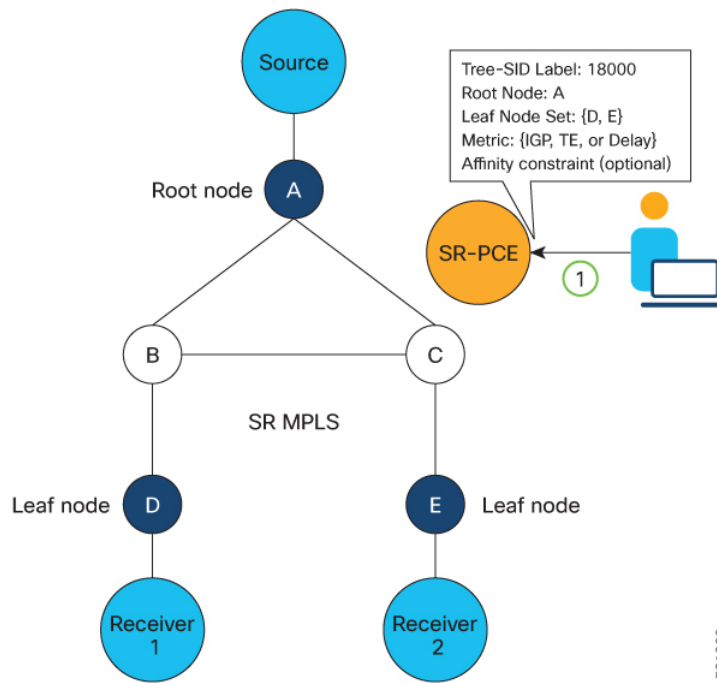 Source
Tree-SID Label: 18000
Root Node: A
Leaf Node Set: {D, E}
Metric: {IGP, TE, or Delay}
Affinity constraint (optional)
Root node
A
SR-PCE
1
B
C
SR MPLS
Leaf node
D
E
Leaf node
Receiver
1
Receiver
2